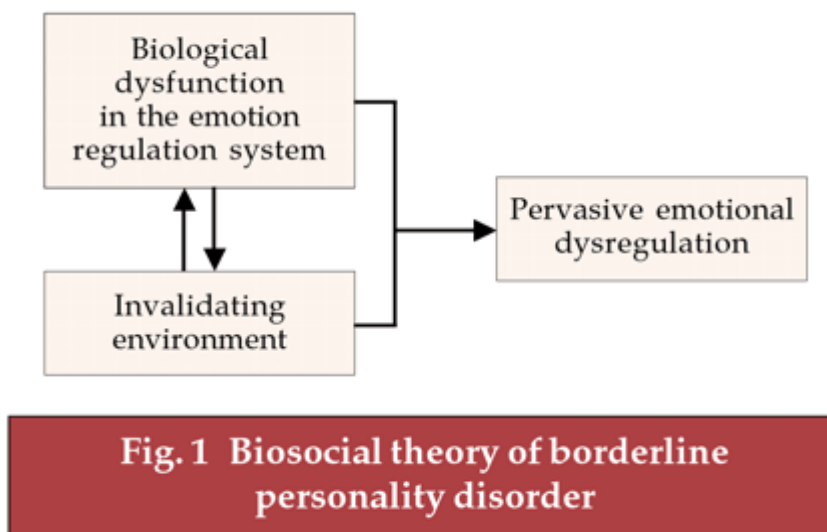 Biological
dysfunction
in the emotion
regulation system
Pervasive emotional
dysregulation
Invalidating
environment
Fig. 1 Biosocial theory of borderline
personality disorder